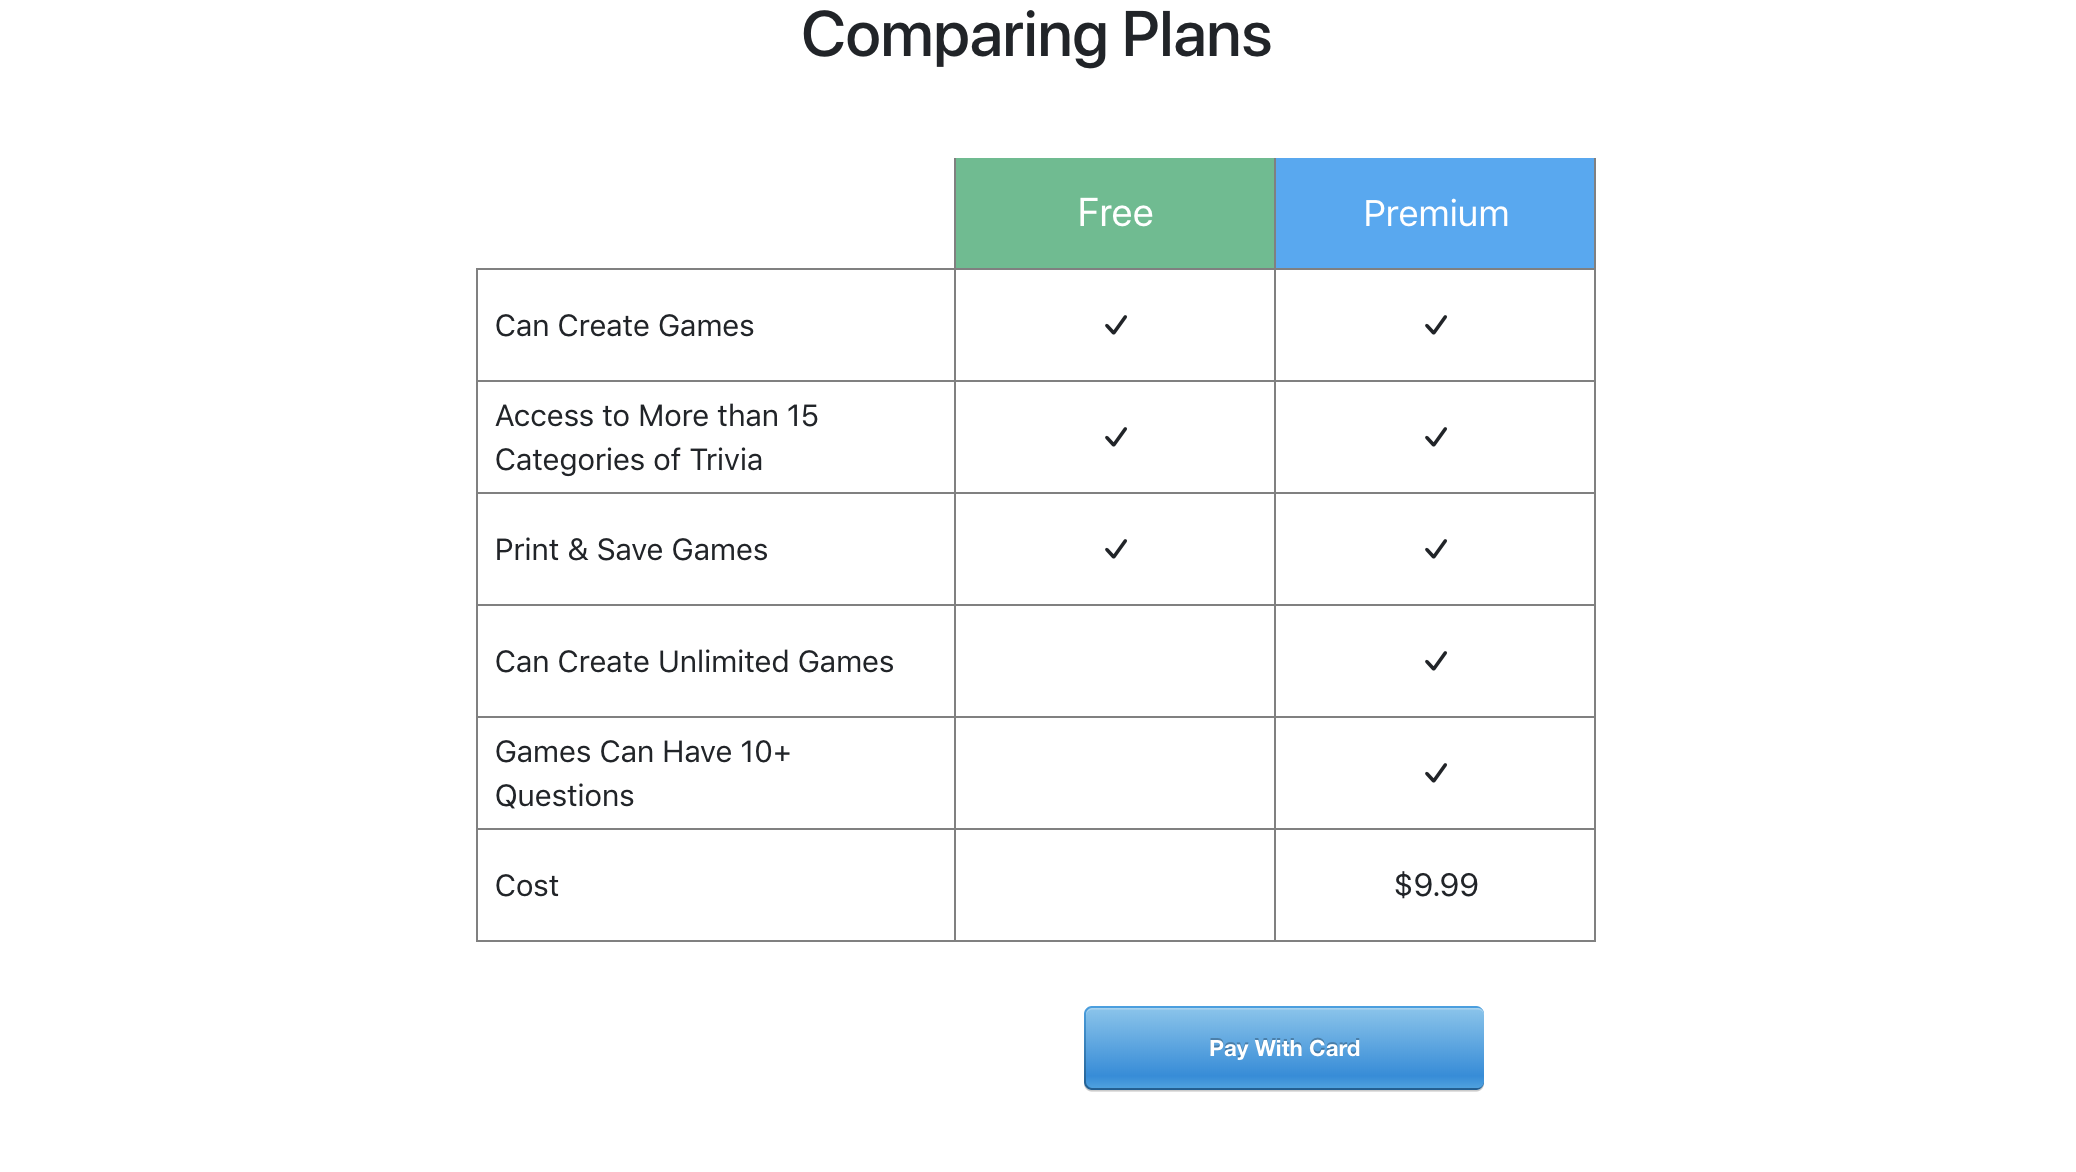 Comparing Plans
Free
Premium
Can Create Games
✓
✓
Access to More than 15
Categories of Trivia
✓
✓
Print & Save Games
✓
✓
Can Create Unlimited Games
✓
Games Can Have 10+
Questions
✓
Cost
$9.99
Pay With Card